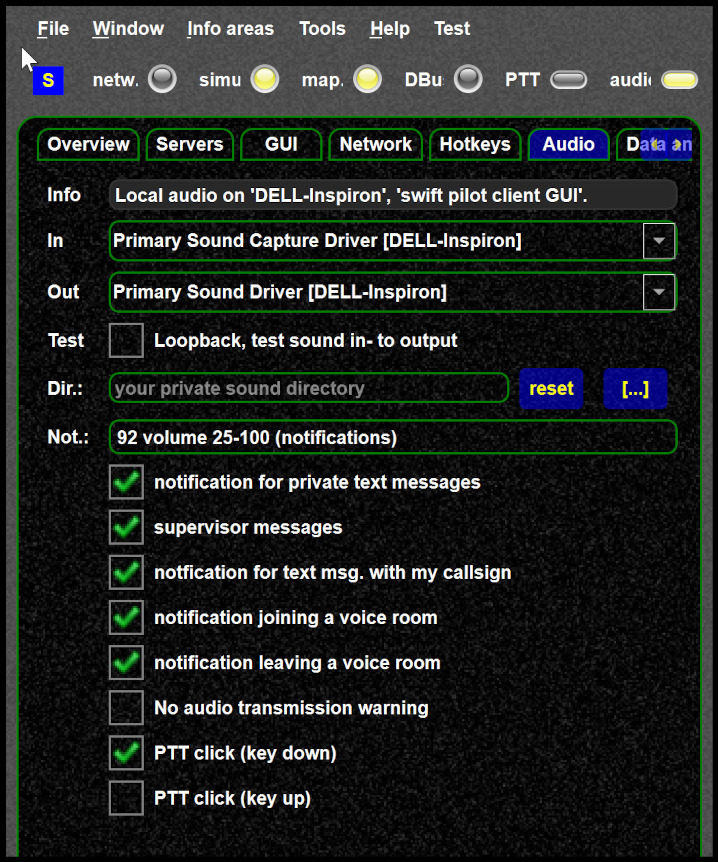 File Window Info areas Tools Help Test
S netw. simu map. DBu PTT audio
Overview Servers GUI Network Hotkeys Audio Data an
Info Local audio on 'DELL-Inspiron', 'swift pilot client GUI'.
In Primary Sound Capture Driver [DELL-Inspiron]
Out Primary Sound Driver [DELL-Inspiron]
Test Loopback, test sound in- to output
Dir.: your private sound directory reset [...]
Not.: 92 volume 25-100 (notifications)
notification for private text messages
supervisor messages
notfication for text msg. with my callsign
notification joining a voice room
notification leaving a voice room
No audio transmission warning
PTT click (key down)
PTT click (key up)